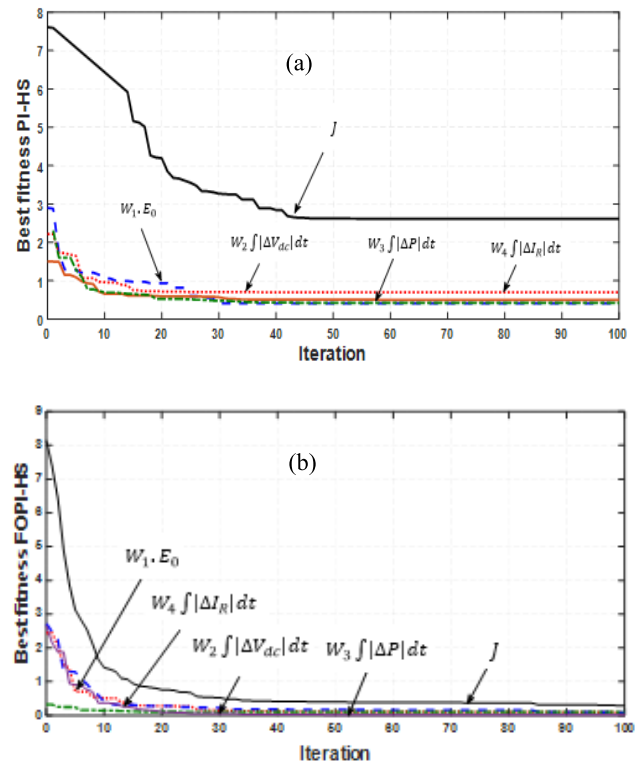 8
7
6
5
4
3
2
1
0
Best fitness PI-HS
(a)
J
W₁.E₀
W₂ ∫|ΔV_dc|dt
W₃ ∫|ΔP|dt
W₄ ∫|ΔI_R|dt
0 10 20 30 40 50 60 70 80 90 100
Iteration
9
8
7
6
5
4
3
2
1
0
Best fitness FOPI-HS
(b)
W₁.E₀
W₄ ∫|ΔI_R|dt
W₂ ∫|ΔV_dc|dt
W₃ ∫|ΔP|dt
J
0 10 20 30 40 50 60 70 80 90 100
Iteration